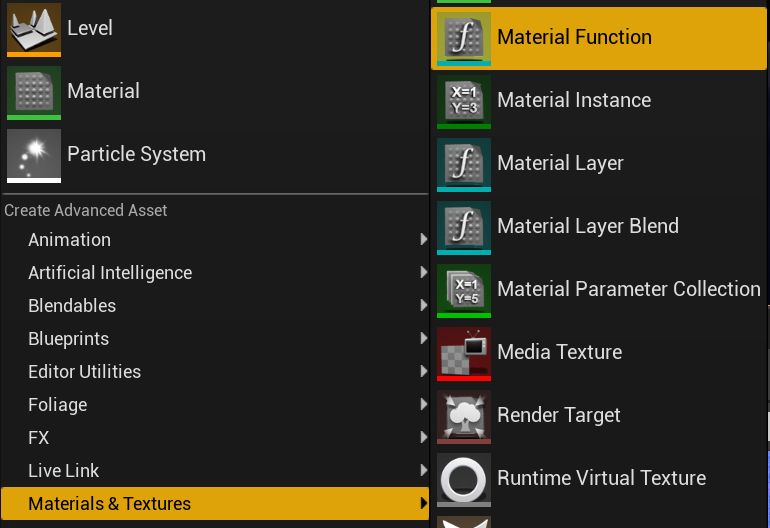 Level
Material
Particle System
Create Advanced Asset
Animation
Artificial Intelligence
Blendables
Blueprints
Editor Utilities
Foliage
FX
Live Link
Materials & Textures
Material Function
X=1
Y=3
Material Instance
Material Layer
Material Layer Blend
X=1
Y=5
Material Parameter Collection
Media Texture
Render Target
Runtime Virtual Texture